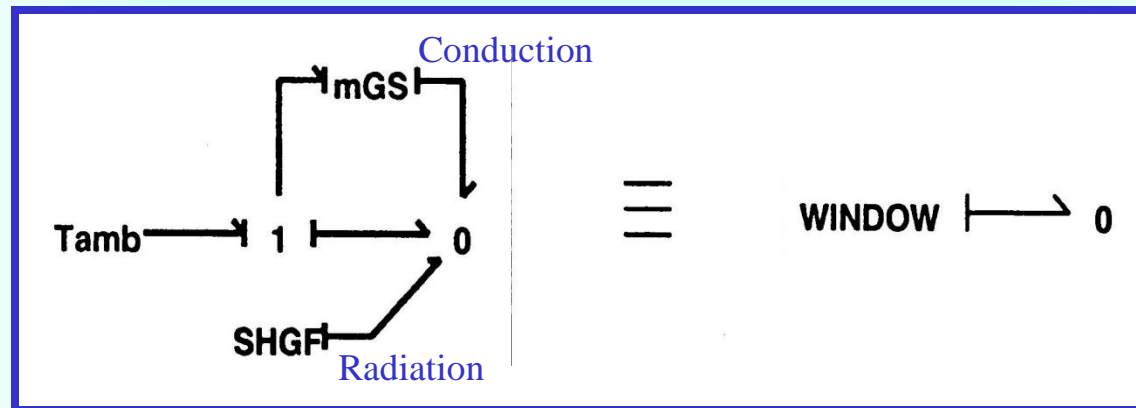 Conduction
mGS
Tamb 1 0
WINDOW 0
SHGF
Radiation